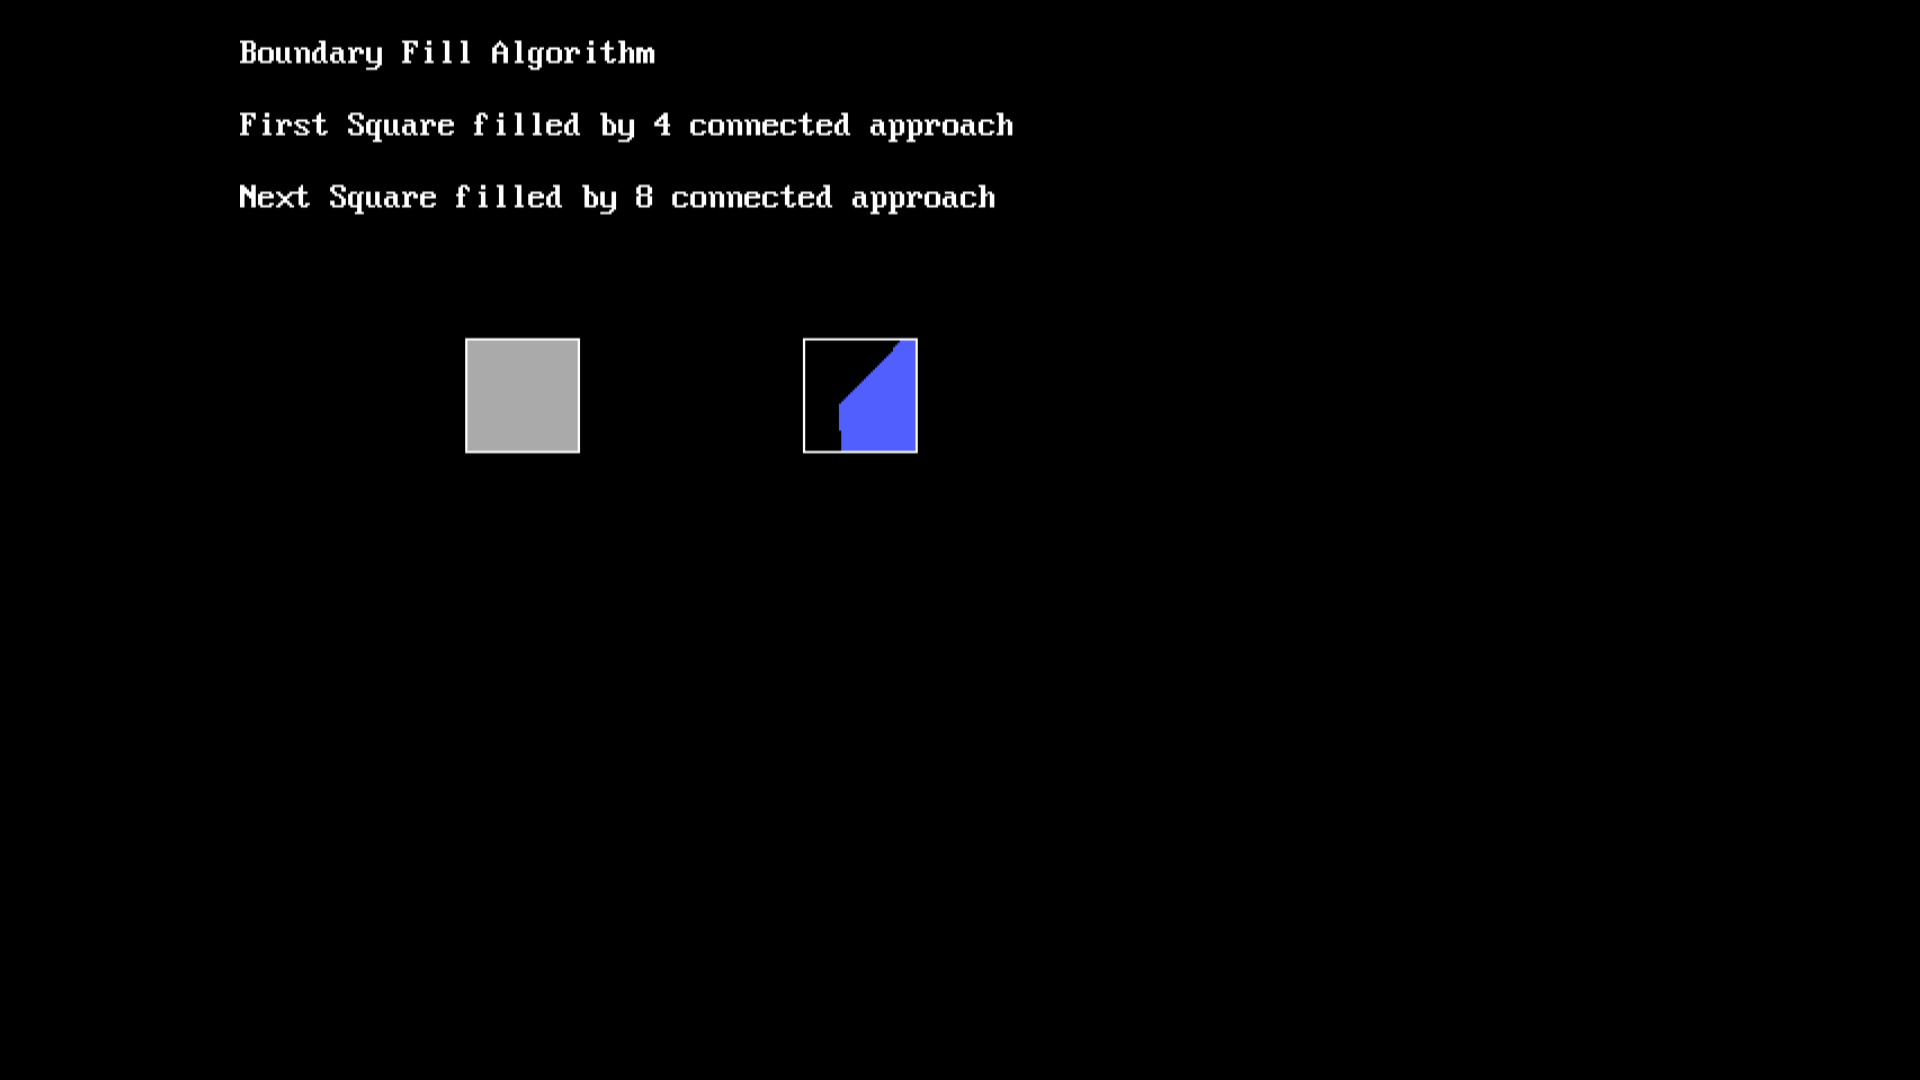 Boundary Fill Algorithm
First Square filled by 4 connected approach
Next Square filled by 8 connected approach